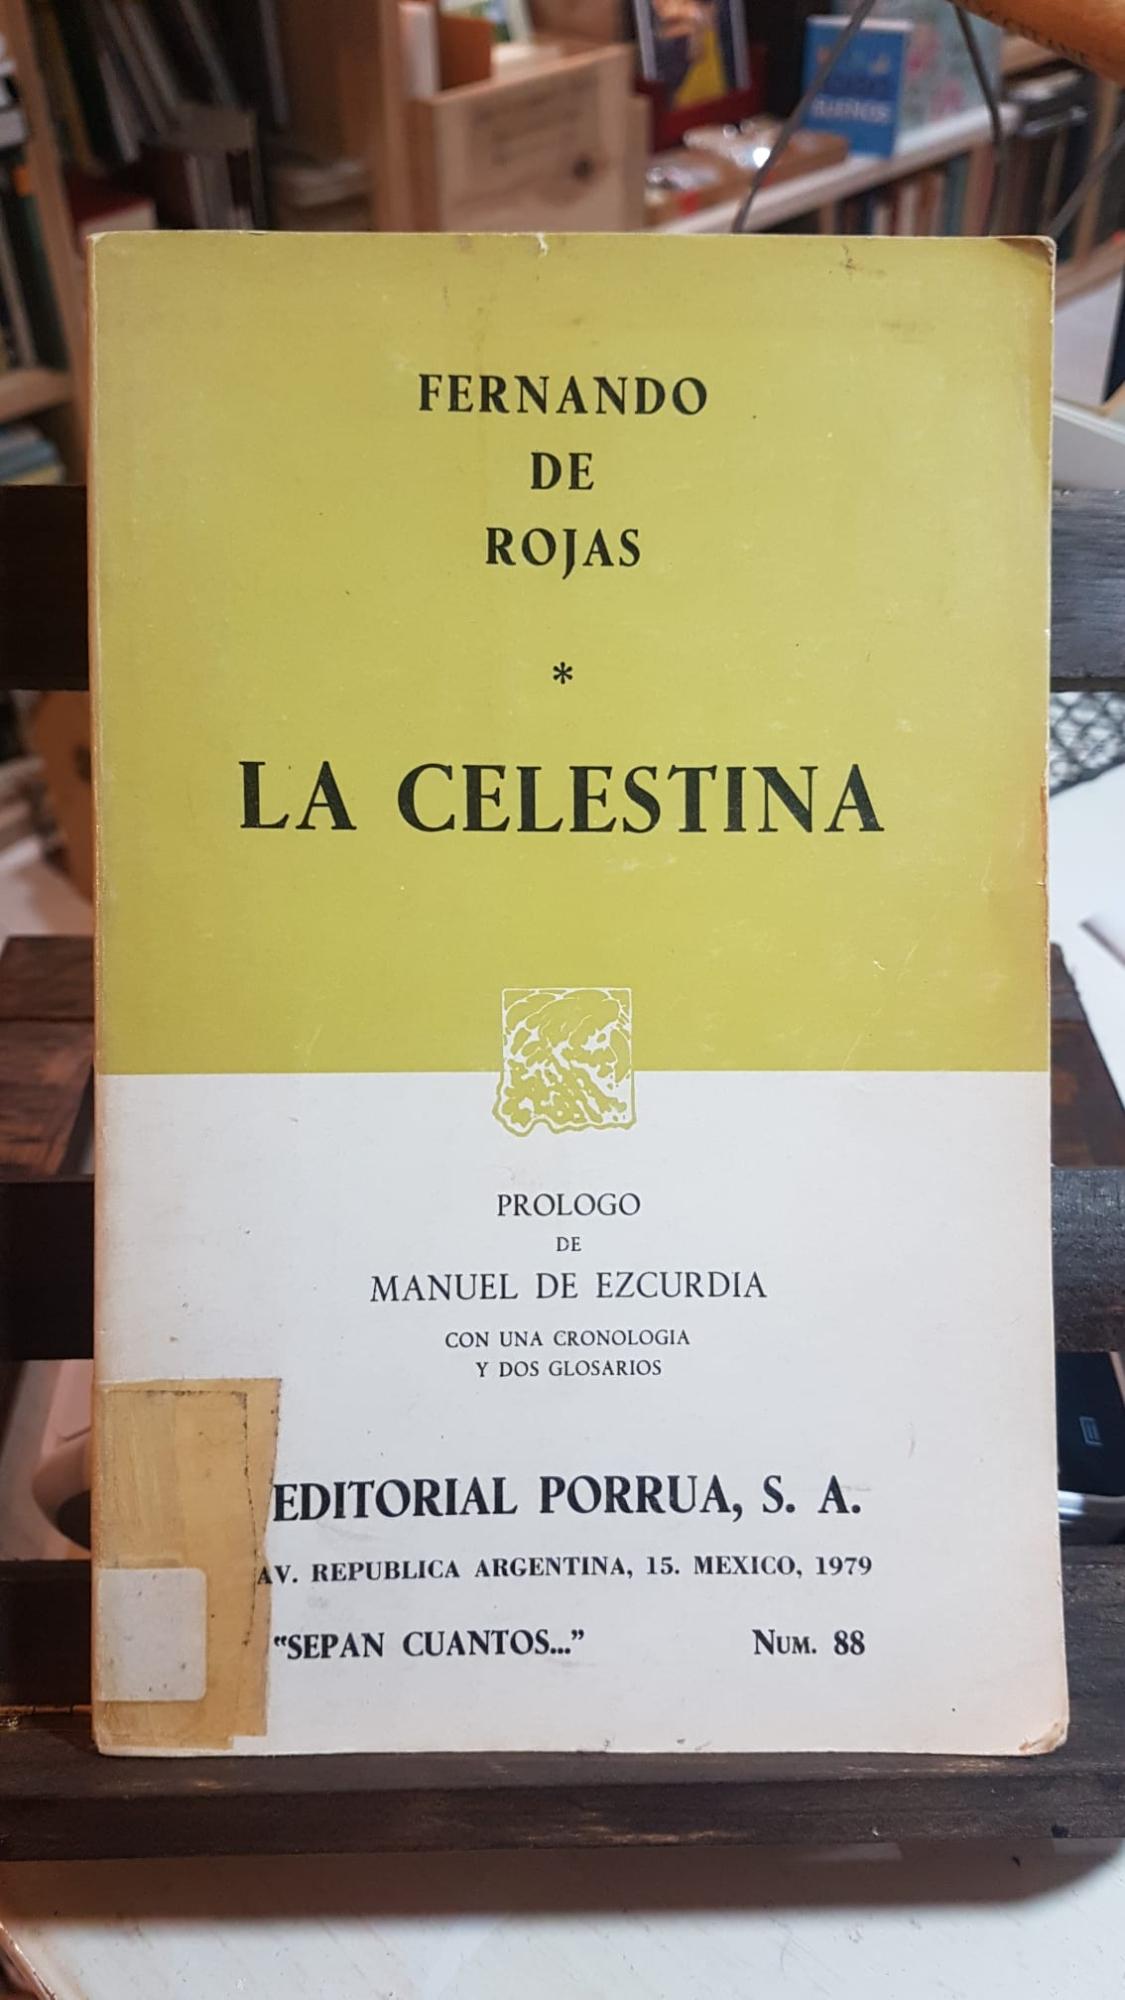 SUEÑOS
FERNANDO
DE
ROJAS
*
LA CELESTINA
PROLOGO
DE
MANUEL DE EZCURDIA
CON UNA CRONOLOGIA
Y DOS GLOSARIOS
EDITORIAL PORRUA, S. A.
AV. REPUBLICA ARGENTINA, 15. MEXICO, 1979
"SEPAN CUANTOS..." NUM. 88